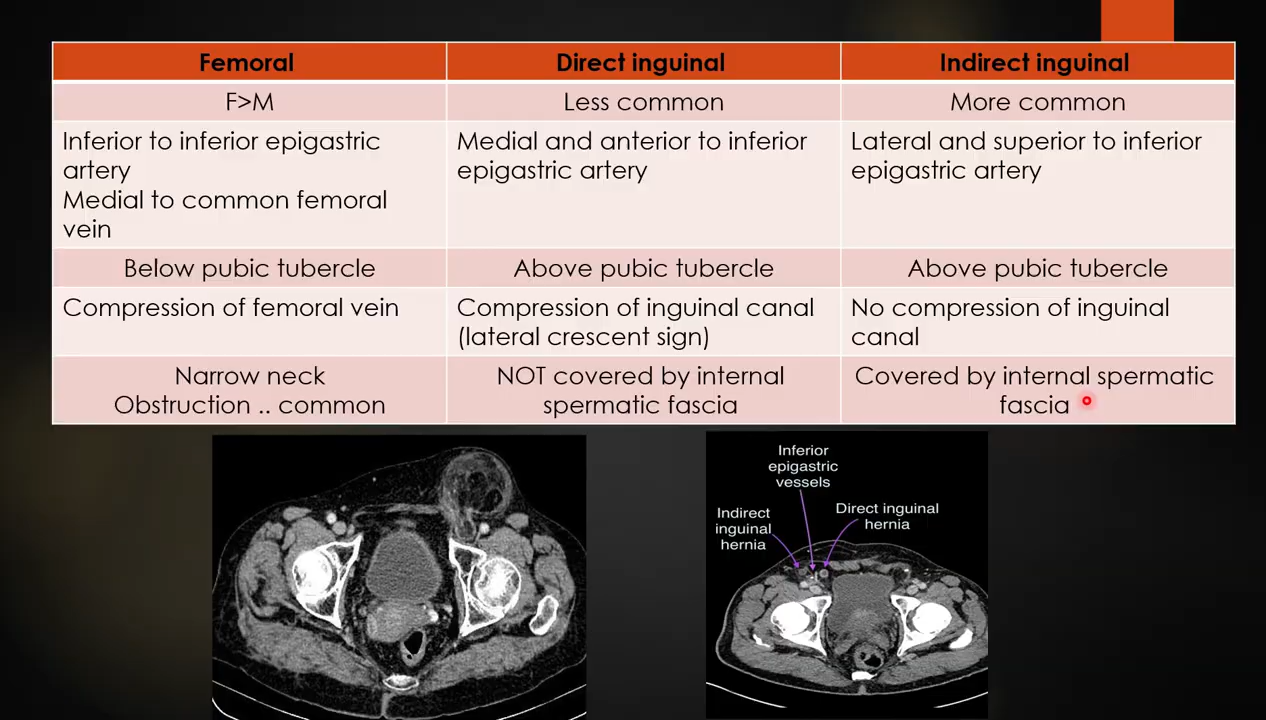 Femoral
Direct inguinal
Indirect inguinal
F>M
Less common
More common
Inferior to inferior epigastric
artery
Medial to common femoral
vein
Medial and anterior to inferior
epigastric artery
Lateral and superior to inferior
epigastric artery
Below pubic tubercle
Above pubic tubercle
Above pubic tubercle
Compression of femoral vein
Compression of inguinal canal
(lateral crescent sign)
No compression of inguinal
canal
Narrow neck
Obstruction .. common
NOT covered by internal
spermatic fascia
Covered by internal spermatic
fascia
Inferior
epigastric
vessels
Indirect
inguinal
hernia
Direct inguinal
hernia